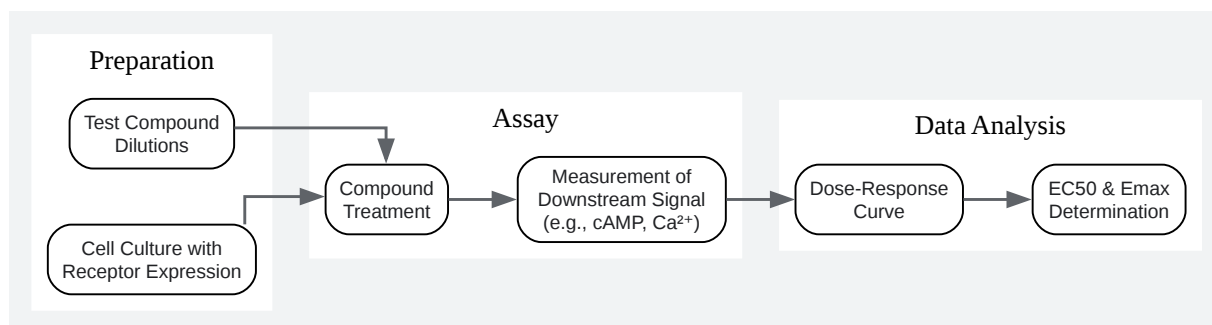 Preparation
Test Compound
Dilutions
Cell Culture with
Receptor Expression
Assay
Compound
Treatment
Measurement of
Downstream Signal
(e.g., cAMP, Ca²⁺)
Data Analysis
Dose-Response
Curve
EC50 & Emax
Determination